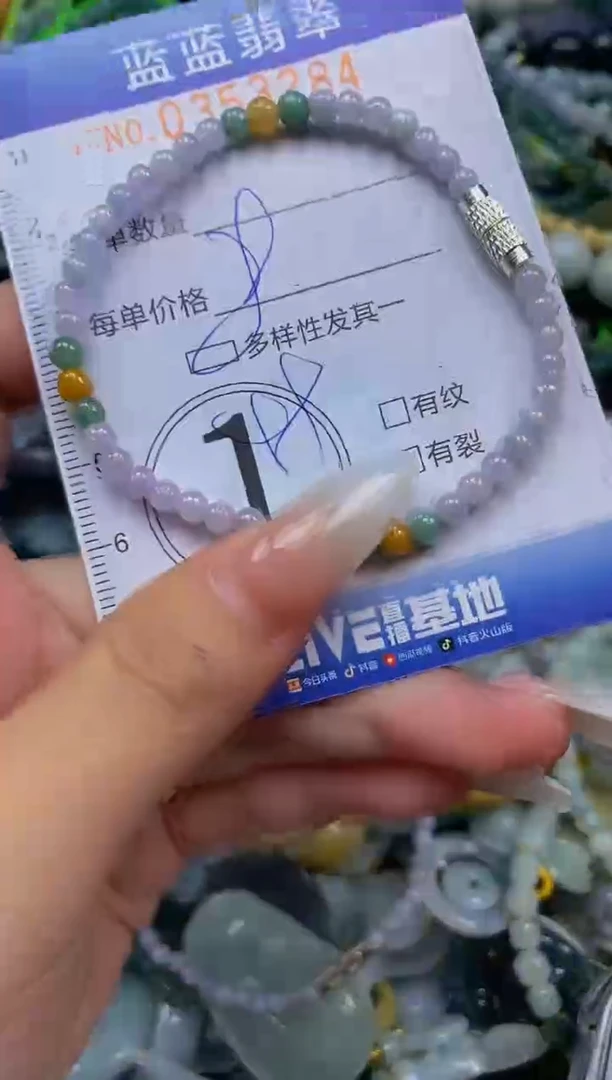 蓝蓝翡翠
NO.0353284
单数量
每单价格
多样性发其一
1
有纹
有裂
6
LIVE直播基地
今日头条 抖音 西瓜视频 抖音火山版